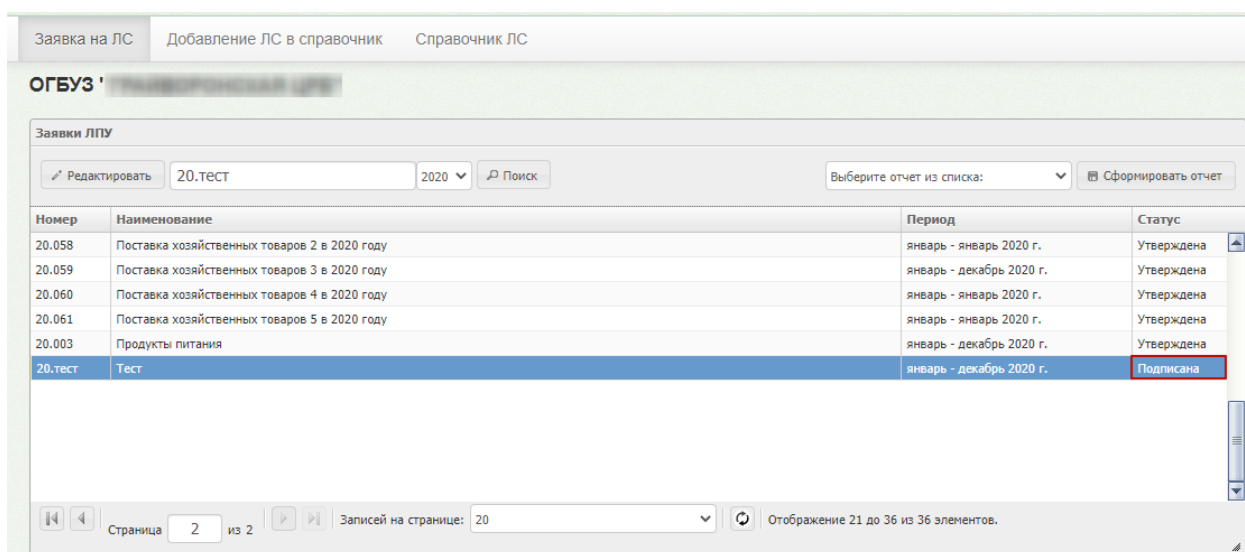 Заявка на ЛС Добавление ЛС в справочник Справочник ЛС
ОГБУЗ '
Заявки ЛПУ
Редактировать 20.тест 2020 Поиск Выберите отчет из списка: Сформировать отчет
Номер Наименование Период Статус
20.058 Поставка хозяйственных товаров 2 в 2020 году январь - январь 2020 г. Утверждена
20.059 Поставка хозяйственных товаров 3 в 2020 году январь - декабрь 2020 г. Утверждена
20.060 Поставка хозяйственных товаров 4 в 2020 году январь - январь 2020 г. Утверждена
20.061 Поставка хозяйственных товаров 5 в 2020 году январь - январь 2020 г. Утверждена
20.003 Продукты питания январь - декабрь 2020 г. Утверждена
20.тест Тест январь - декабрь 2020 г. Подписана
Страница 2 из 2 Записей на странице: 20 Отображение 21 до 36 из 36 элементов.